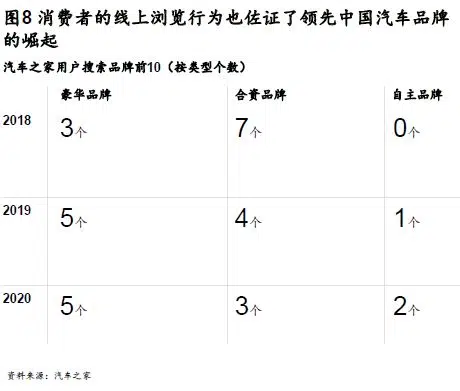 图8 消费者的线上浏览行为也佐证了领先中国汽车品牌
的崛起
汽车之家用户搜索品牌前10（按类型个数）
豪华品牌 合资品牌 自主品牌
2018 3个 7个 0个
2019 5个 4个 1个
2020 5个 3个 2个
资料来源：汽车之家